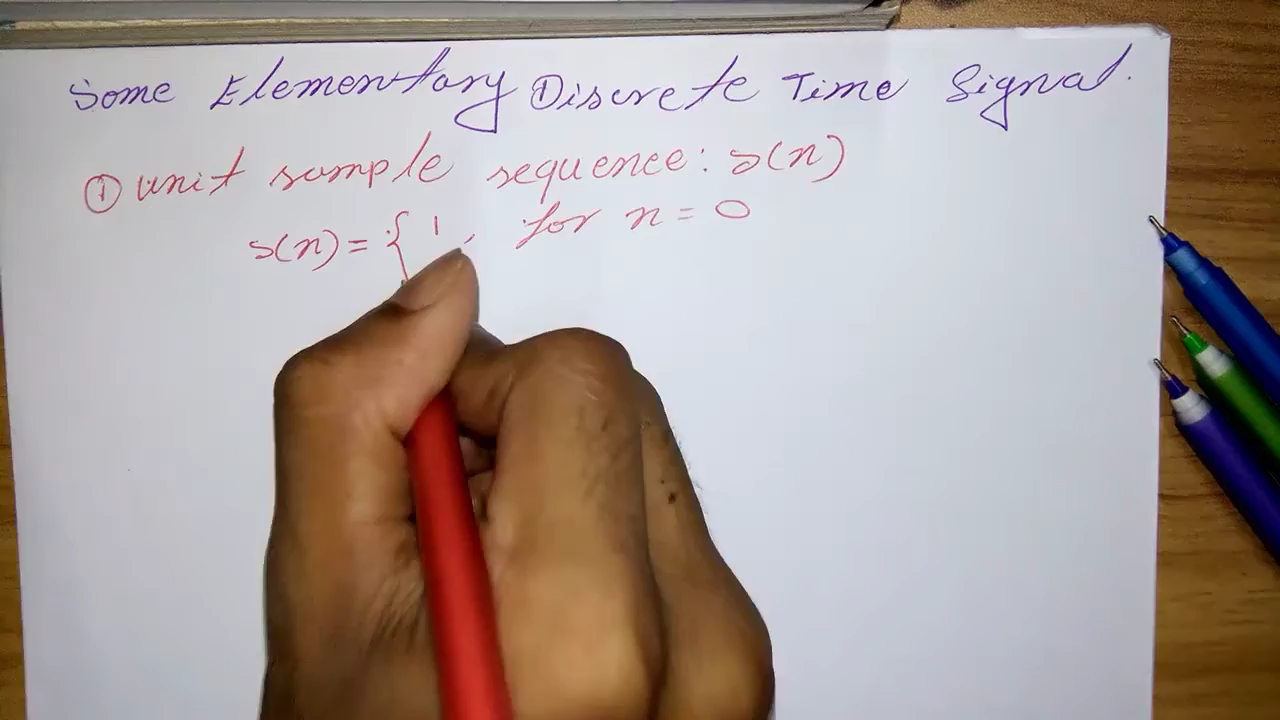 Some Elementary Discrete Time Signal.
① unit sample sequence: δ(n)
δ(n) = { 1, for n = 0